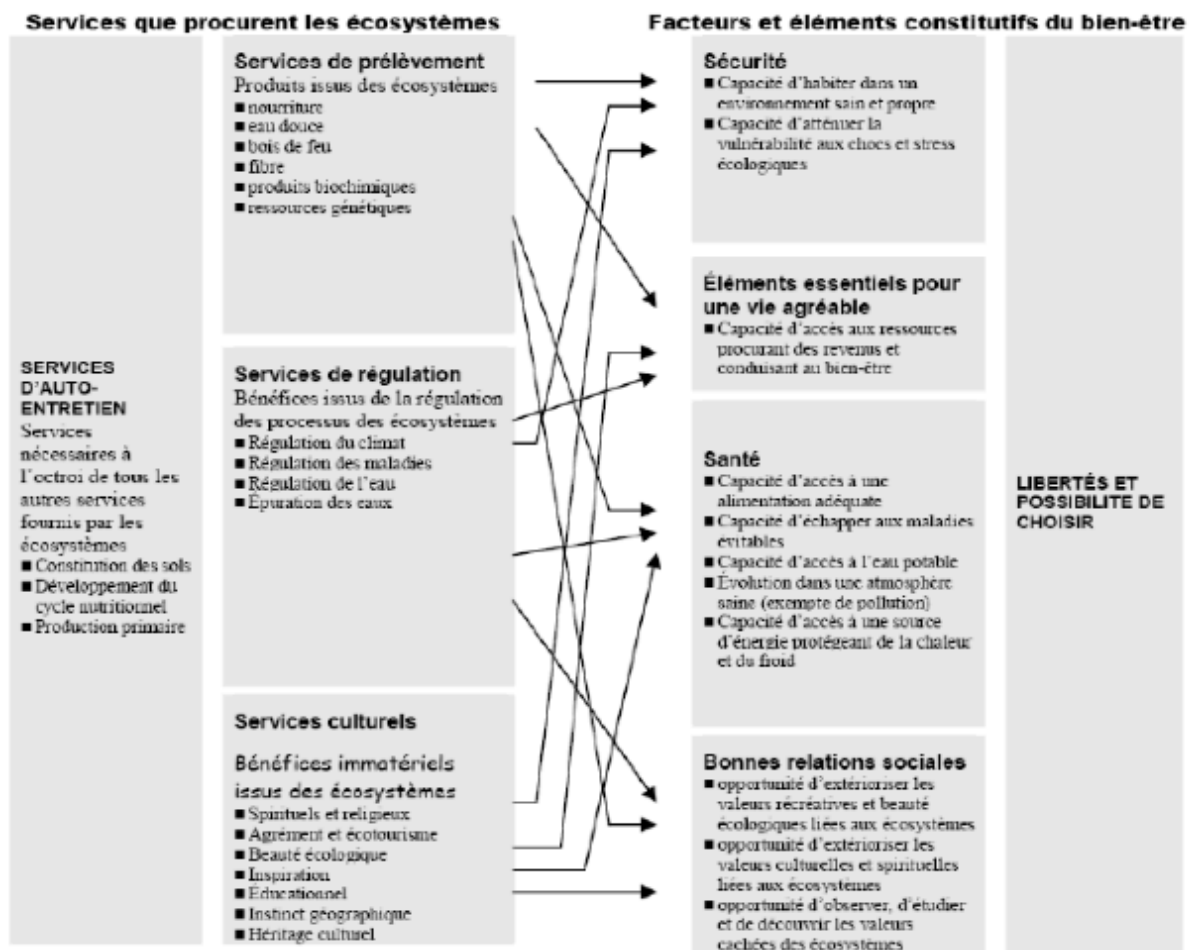 Services que procurent les écosystèmes
SERVICES
D'AUTO-
ENTRETIEN
Services
nécessaires à
l'octroi de tous les
autres services
fournis par les
écosystèmes
■ Constitution des sols
■ Développement du
cycle nutritionnel
■ Production primaire
Services de prélèvement
Produits issus des écosystèmes
■ nourriture
■ eau douce
■ bois de feu
■ fibre
■ produits biochimiques
■ ressources génétiques
Services de régulation
Bénéfices issus de la régulation
des processus des écosystèmes
■ Régulation du climat
■ Régulation des maladies
■ Régulation de l'eau
■ Épuration des eaux
Services culturels
Bénéfices immatériels
issus des écosystèmes
■ Spirituels et religieux
■ Agrément et écotourisme
■ Beauté écologique
■ Inspiration
■ Éducationnel
■ Instinct géographique
■ Héritage culturel
Facteurs et éléments constitutifs du bien-être
Sécurité
■ Capacité d'habiter dans un
environnement sain et propre
■ Capacité d'atténuer la
vulnérabilité aux chocs et stress
écologiques
Éléments essentiels pour
une vie agréable
■ Capacité d'accès aux ressources
procurant des revenus et
conduisant au bien-être
Santé
■ Capacité d'accès à une
alimentation adéquate
■ Capacité d'échapper aux maladies
évitables
■ Capacité d'accès à l'eau potable
■ Évolution dans une atmosphère
saine (exempte de pollution)
■ Capacité d'accès à une source
d'énergie protégeant de la chaleur
et du froid
Bonnes relations sociales
■ opportunité d'extérioriser les
valeurs récréatives et beauté
écologiques liées aux écosystèmes
■ opportunité d'extérioriser les
valeurs culturelles et spirituelles
liées aux écosystèmes
■ opportunité d'observer, d'étudier
et de découvrir les valeurs
cachées des écosystèmes
LIBERTÉS ET
POSSIBILITE DE
CHOISIR